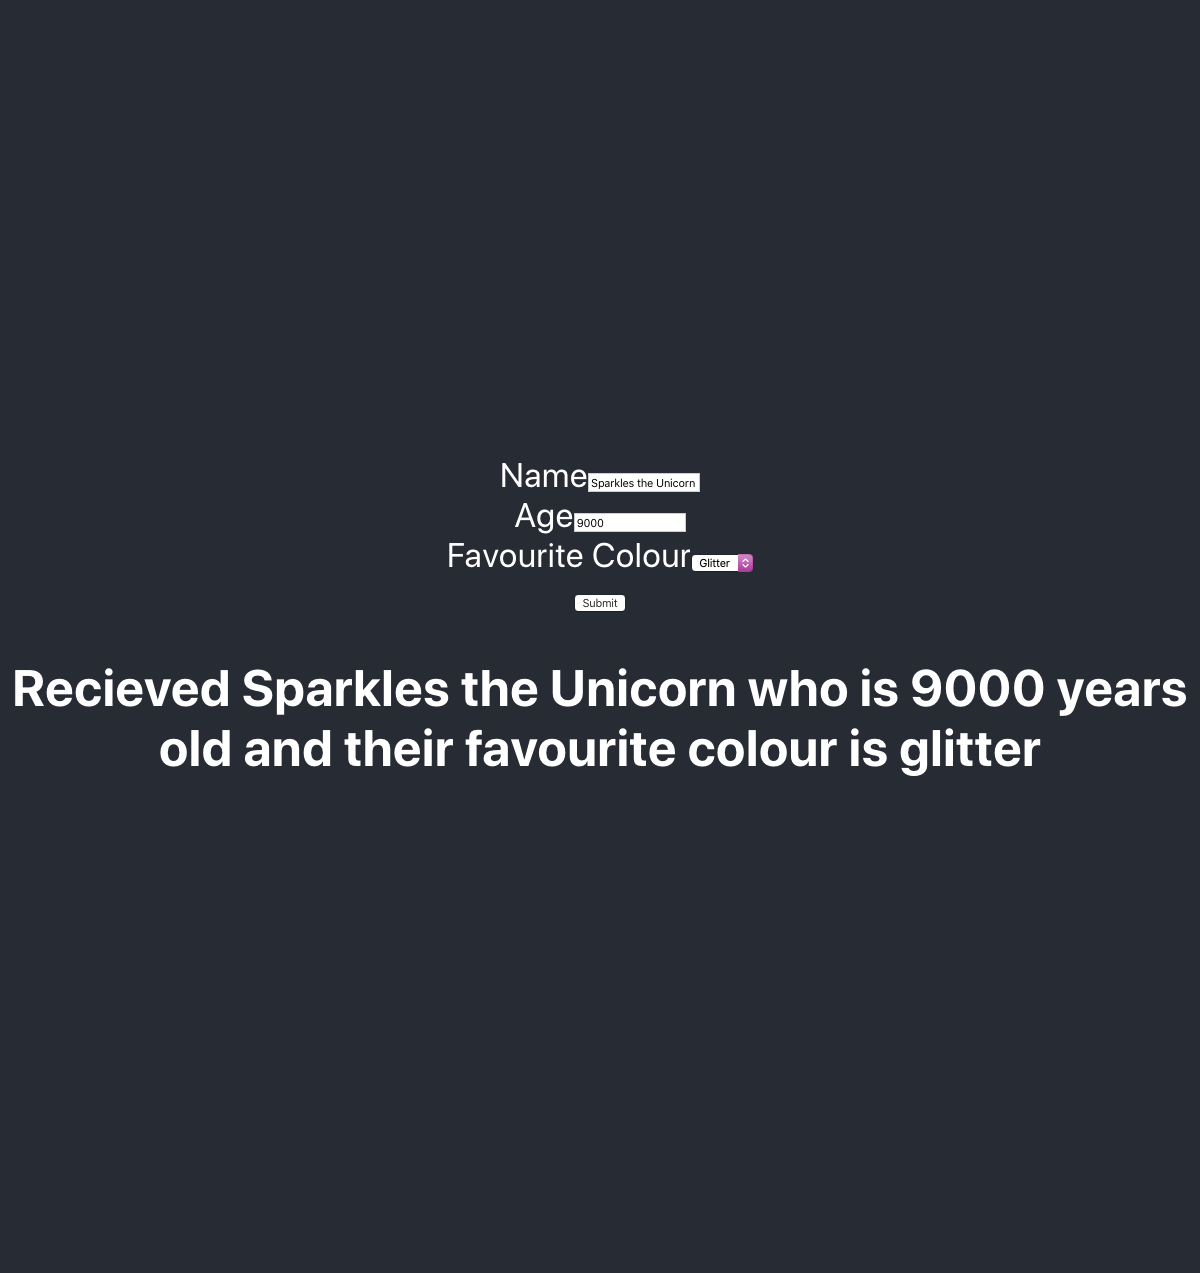 Name Sparkles the Unicorn
Age 9000
Favourite Colour Glitter
Submit
Recieved Sparkles the Unicorn who is 9000 years
old and their favourite colour is glitter